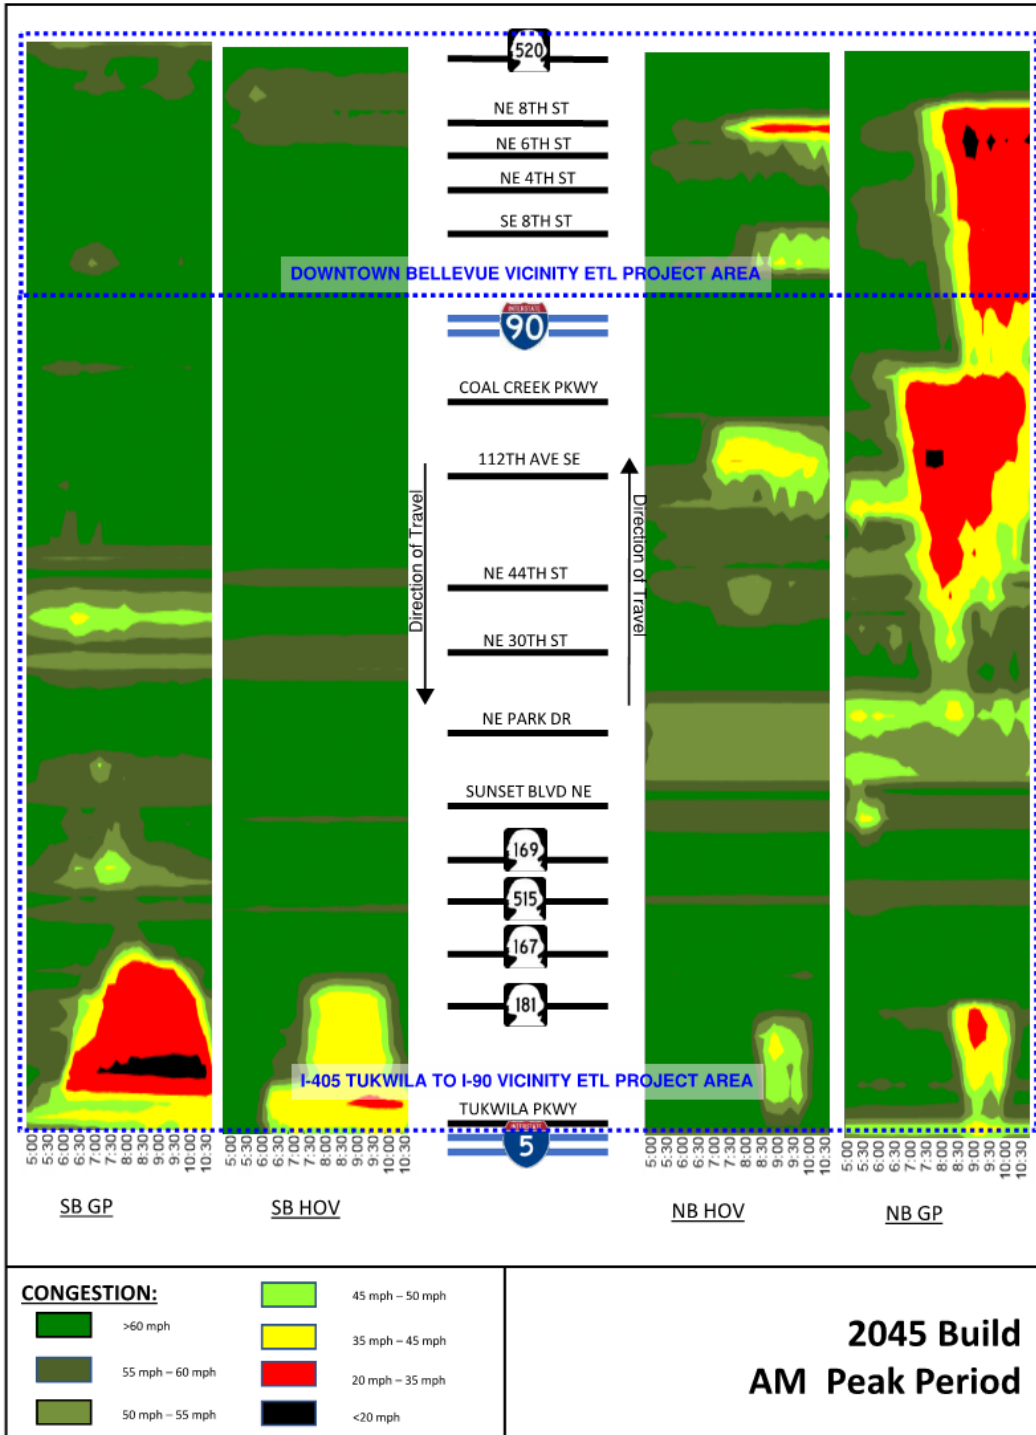 520
NE 8TH ST
NE 6TH ST
NE 4TH ST
SE 8TH ST
DOWNTOWN BELLEVUE VICINITY ETL PROJECT AREA
INTERSTATE
90
COAL CREEK PKWY
112TH AVE SE
Direction of Travel
Direction of Travel
NE 44TH ST
NE 30TH ST
NE PARK DR
SUNSET BLVD NE
169
515
167
181
I-405 TUKWILA TO I-90 VICINITY ETL PROJECT AREA
TUKWILA PKWY
INTERSTATE
5
5:00 5:30 6:00 6:30 7:00 7:30 8:00 8:30 9:00 9:30 10:00 10:30
5:00 5:30 6:00 6:30 7:00 7:30 8:00 8:30 9:00 9:30 10:00 10:30
5:00 5:30 6:00 6:30 7:00 7:30 8:00 8:30 9:00 9:30 10:00 10:30
5:00 5:30 6:00 6:30 7:00 7:30 8:00 8:30 9:00 9:30 10:00 10:30
SB GP
SB HOV
NB HOV
NB GP
CONGESTION:
>60 mph
55 mph – 60 mph
50 mph – 55 mph
45 mph – 50 mph
35 mph – 45 mph
20 mph – 35 mph
<20 mph
2045 Build
AM Peak Period